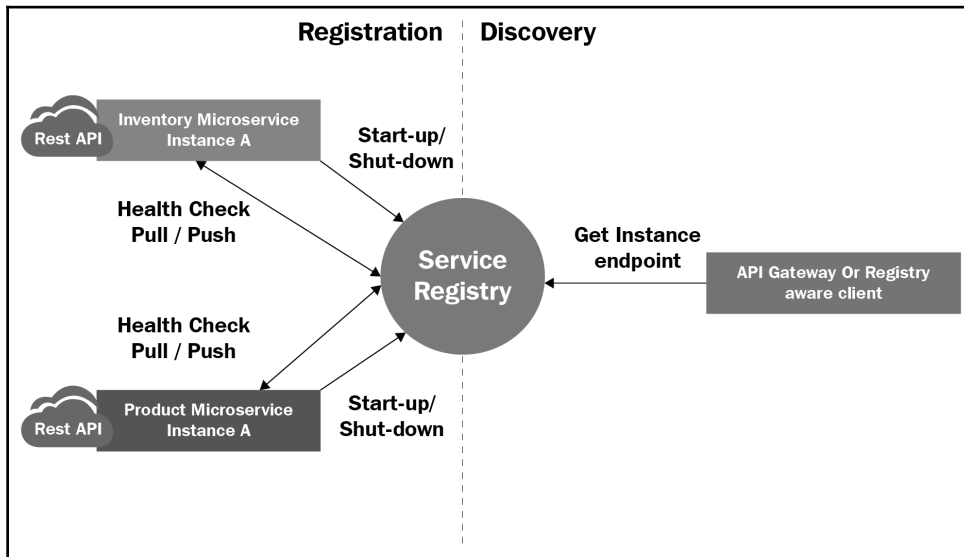 Registration
Discovery
Rest API
Inventory Microservice
Instance A
Start-up/
Shut-down
Health Check
Pull / Push
Service
Registry
Get Instance
endpoint
API Gateway Or Registry
aware client
Health Check
Pull / Push
Rest API
Product Microservice
Instance A
Start-up/
Shut-down